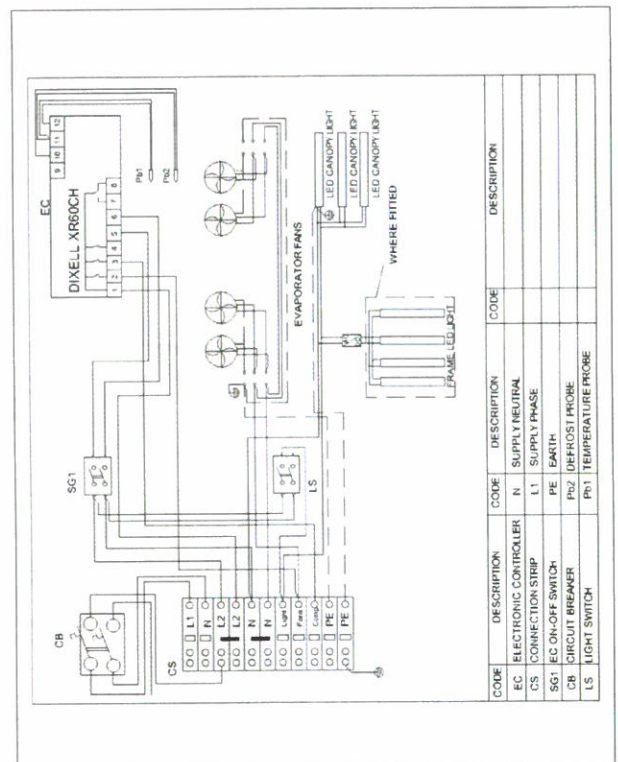 EC
DIXELL XR60CH
9 10 11 12
1 2 3 4 5 6 7 8
Pb1
Pb2
SG1
CB
CS
LS
L1
N
L2
L2
N
N
Light
Fans
Comp
PE
PE
EVAPORATOR FANS
LED CANOPY LIGHT
LED CANOPY LIGHT
LED CANOPY LIGHT
WHERE FITTED
FRAME LED LIGHT
CODE DESCRIPTION CODE DESCRIPTION CODE DESCRIPTION
EC ELECTRONIC CONTROLLER N SUPPLY NEUTRAL
CS CONNECTION STRIP L1 SUPPLY PHASE
SG1 EC ON-OFF SWITCH PE EARTH
CB CIRCUIT BREAKER Pb2 DEFROST PROBE
LS LIGHT SWITCH Pb1 TEMPERATURE PROBE